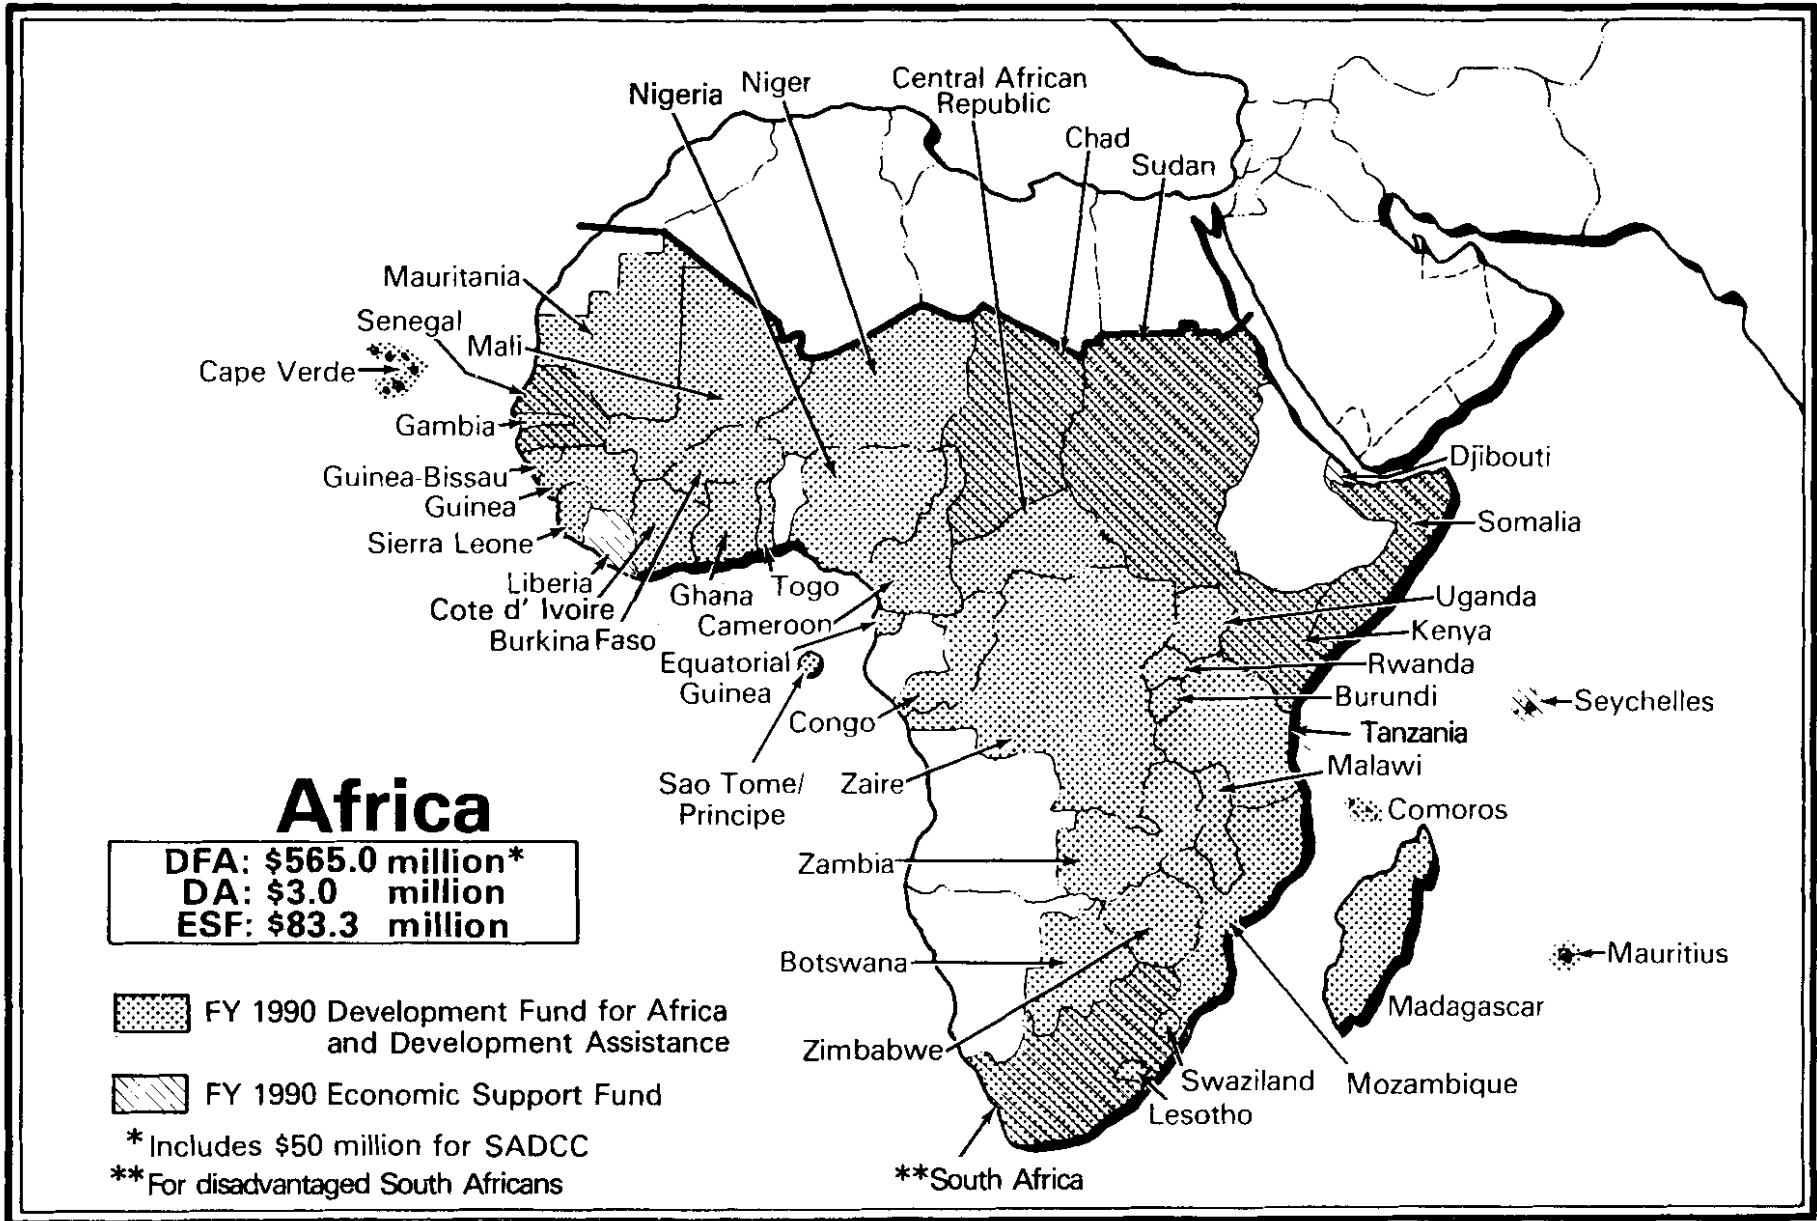 Nigeria
Niger
Central African
Republic
Chad
Sudan
Mauritania
Senegal
Mali
Cape Verde
Gambia
Guinea-Bissau
Guinea
Sierra Leone
Liberia
Cote d' Ivoire
Burkina Faso
Ghana
Togo
Cameroon
Equatorial
Guinea
Congo
Sao Tome/
Principe
Zaire
Zambia
Botswana
Zimbabwe
**South Africa
Djibouti
Somalia
Uganda
Kenya
Rwanda
Burundi
Seychelles
Tanzania
Malawi
Comoros
Mauritius
Madagascar
Swaziland
Mozambique
Lesotho
Africa
DFA: $565.0 million*
DA: $3.0 million
ESF: $83.3 million
FY 1990 Development Fund for Africa
and Development Assistance
FY 1990 Economic Support Fund
*Includes $50 million for SADCC
**For disadvantaged South Africans